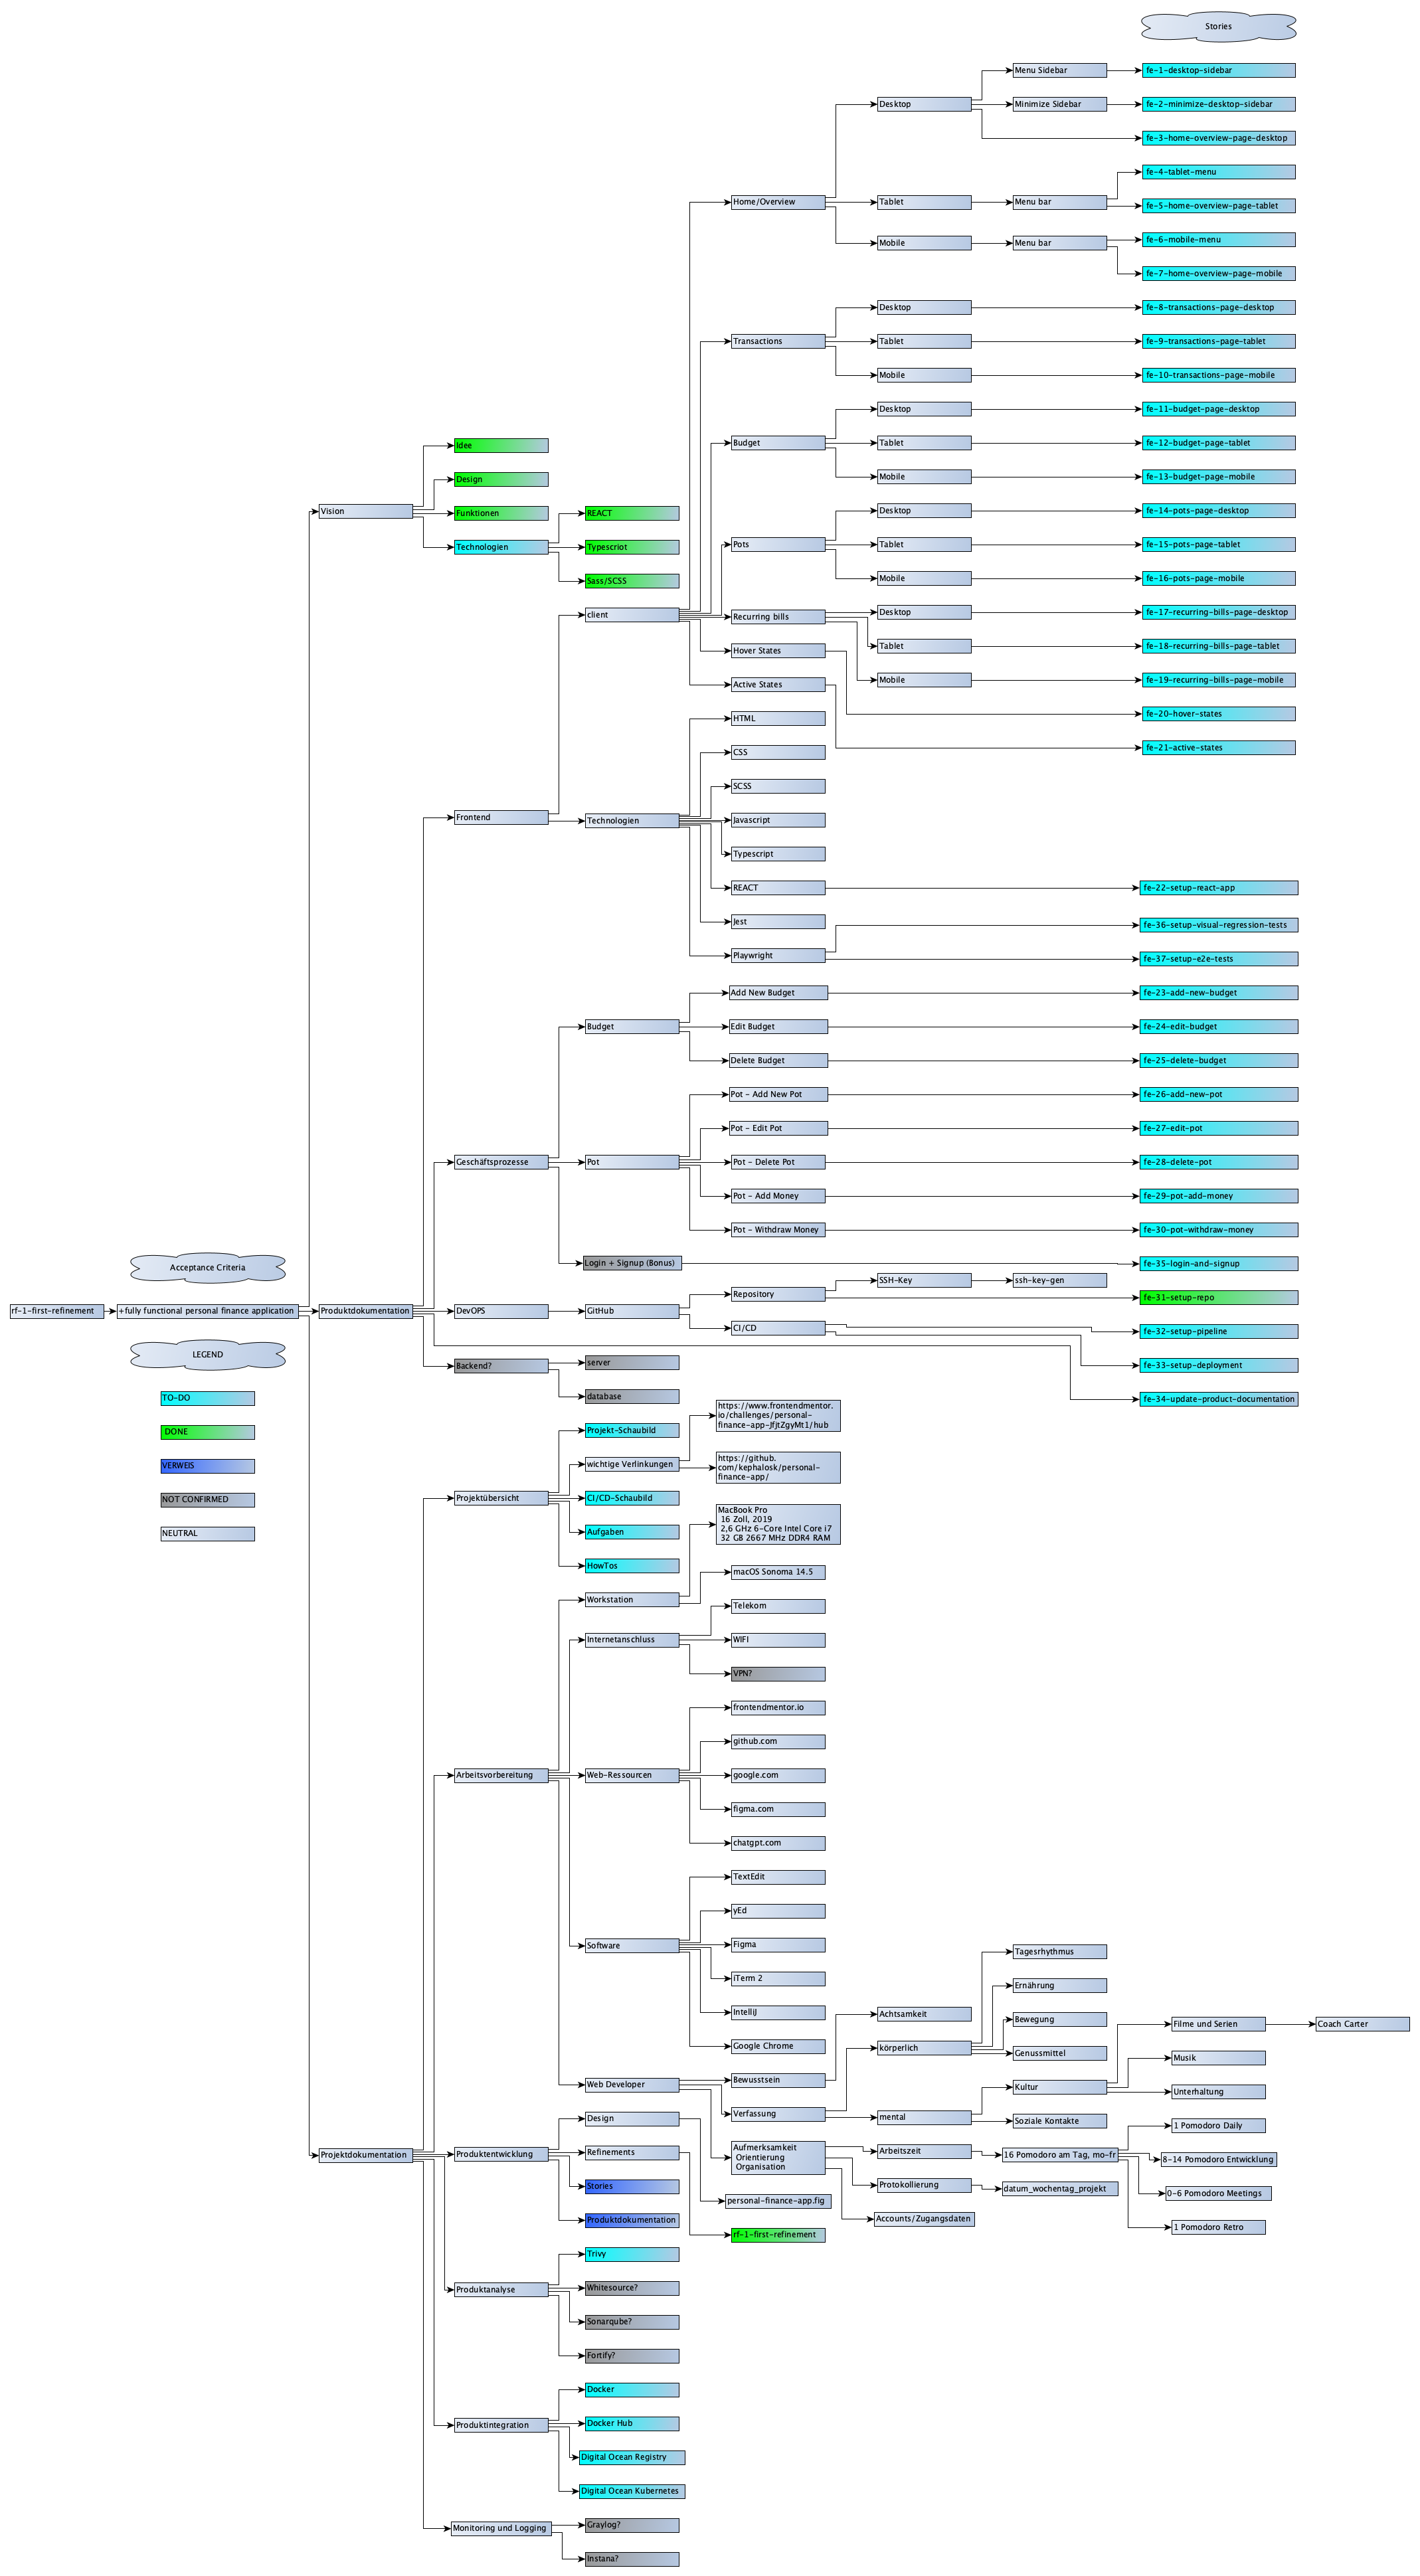 Stories
Menu Sidebar
fe-1-desktop-sidebar
Desktop
Minimize Sidebar
fe-2-minimize-desktop-sidebar
fe-3-home-overview-page-desktop
fe-4-tablet-menu
Home/Overview
Tablet
Menu bar
fe-5-home-overview-page-tablet
Mobile
Menu bar
fe-6-mobile-menu
fe-7-home-overview-page-mobile
Desktop
fe-8-transactions-page-desktop
Transactions
Tablet
fe-9-transactions-page-tablet
Mobile
fe-10-transactions-page-mobile
Desktop
fe-11-budget-page-desktop
Idee
Budget
Tablet
fe-12-budget-page-tablet
Design
Mobile
fe-13-budget-page-mobile
Vision
Funktionen
REACT
Desktop
fe-14-pots-page-desktop
Technologien
Typescriot
Pots
Tablet
fe-15-pots-page-tablet
Sass/SCSS
Mobile
fe-16-pots-page-mobile
client
Recurring bills
Desktop
fe-17-recurring-bills-page-desktop
Hover States
Tablet
fe-18-recurring-bills-page-tablet
Active States
Mobile
fe-19-recurring-bills-page-mobile
HTML
fe-20-hover-states
CSS
fe-21-active-states
SCSS
Frontend
Technologien
Javascript
Typescript
REACT
fe-22-setup-react-app
Jest
fe-36-setup-visual-regression-tests
Playwright
fe-37-setup-e2e-tests
Add New Budget
fe-23-add-new-budget
Budget
Edit Budget
fe-24-edit-budget
Delete Budget
fe-25-delete-budget
Pot - Add New Pot
fe-26-add-new-pot
Pot - Edit Pot
fe-27-edit-pot
Geschäftsprozesse
Pot
Pot - Delete Pot
fe-28-delete-pot
Pot - Add Money
fe-29-pot-add-money
Pot - Withdraw Money
fe-30-pot-withdraw-money
Acceptance Criteria
Login + Signup (Bonus)
fe-35-login-and-signup
SSH-Key
ssh-key-gen
Repository
fe-31-setup-repo
rf-1-first-refinement
+fully functional personal finance application
Produktdokumentation
DevOPS
GitHub
CI/CD
fe-32-setup-pipeline
LEGEND
Backend?
server
fe-33-setup-deployment
TO-DO
database
fe-34-update-product-documentation
https://www.frontendmentor.
io/challenges/personal-
finance-app-JfjtZgyMt1/hub
DONE
Projekt-Schaubild
VERWEIS
wichtige Verlinkungen
https://github.
com/kephalosk/personal-
finance-app/
NOT CONFIRMED
Projektübersicht
CI/CD-Schaubild
NEUTRAL
Aufgaben
MacBook Pro
16 Zoll, 2019
2,6 GHz 6-Core Intel Core i7
32 GB 2667 MHz DDR4 RAM
HowTos
macOS Sonoma 14.5
Workstation
Telekom
Internetanschluss
WIFI
VPN?
frontendmentor.io
github.com
Arbeitsvorbereitung
Web-Ressourcen
google.com
figma.com
chatgpt.com
TextEdit
yEd
Software
Figma
Tagesrhythmus
iTerm 2
Ernährung
IntelliJ
Achtsamkeit
Bewegung
Filme und Serien
Coach Carter
Google Chrome
körperlich
Genussmittel
Musik
Web Developer
Bewusstsein
Kultur
Unterhaltung
Verfassung
mental
Soziale Kontakte
Design
1 Pomodoro Daily
Projektdokumentation
Produktentwicklung
Refinements
Aufmerksamkeit
Orientierung
Organisation
Arbeitszeit
16 Pomodoro am Tag, mo-fr
8-14 Pomodoro Entwicklung
Stories
Protokollierung
datum_wochentag_projekt
0-6 Pomodoro Meetings
personal-finance-app.fig
Produktdokumentation
Accounts/Zugangsdaten
1 Pomodoro Retro
rf-1-first-refinement
Trivy
Produktanalyse
Whitesource?
Sonarqube?
Fortify?
Docker
Produktintegration
Docker Hub
Digital Ocean Registry
Digital Ocean Kubernetes
Monitoring und Logging
Graylog?
Instana?